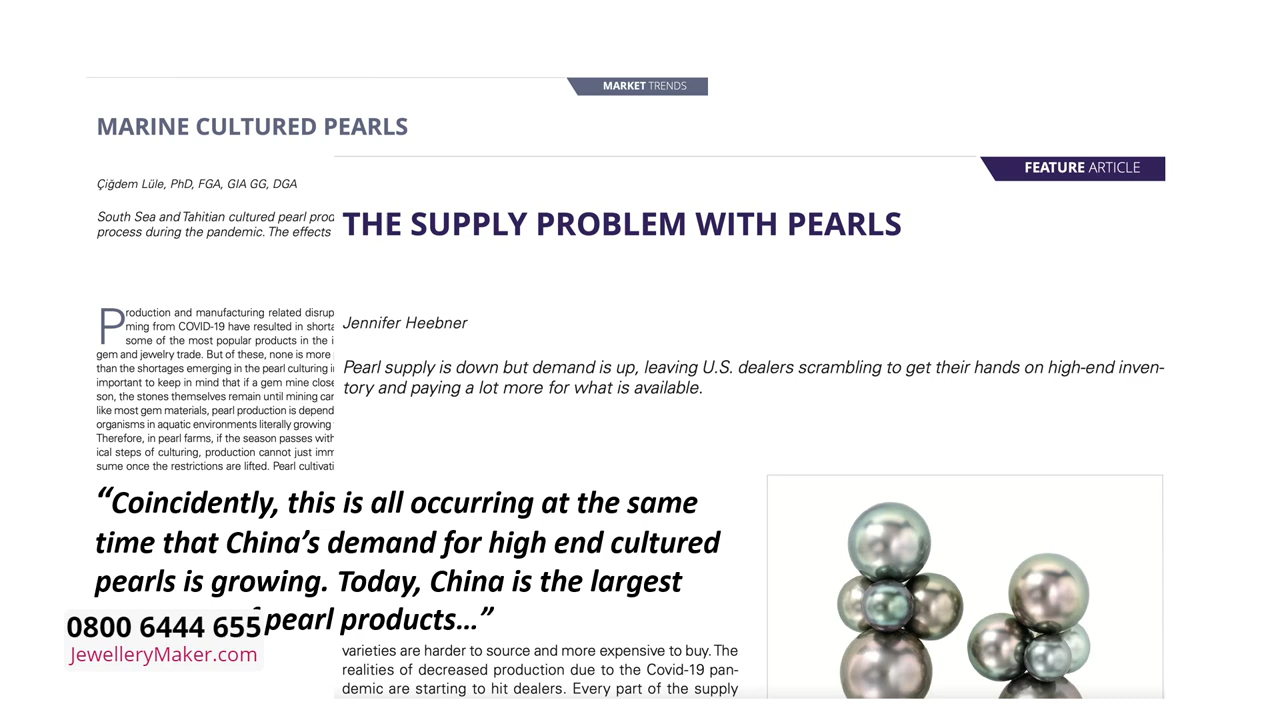 MARKET TRENDS
MARINE CULTURED PEARLS
Çiğdem Lüle, PhD, FGA, GIA GG, DGA
South Sea and Tahitian cultured pearl prod
process during the pandemic. The effects
Production and manufacturing related disrup
ming from COVID-19 have resulted in shorta
some of the most popular products in the i
gem and jewelry trade. But of these, none is more
than the shortages emerging in the pearl culturing i
important to keep in mind that if a gem mine close
son, the stones themselves remain until mining car
like most gem materials, pearl production is depend
organisms in aquatic environments literally growing
Therefore, in pearl farms, if the season passes with
ical steps of culturing, production cannot just imm
sume once the restrictions are lifted. Pearl cultivati
FEATURE ARTICLE
THE SUPPLY PROBLEM WITH PEARLS
Jennifer Heebner
Pearl supply is down but demand is up, leaving U.S. dealers scrambling to get their hands on high-end inven-
tory and paying a lot more for what is available.
“Coincidently, this is all occurring at the same
time that China’s demand for high end cultured
pearls is growing. Today, China is the largest
pearl products…”
0800 6444 655
JewelleryMaker.com
varieties are harder to source and more expensive to buy. The
realities of decreased production due to the Covid-19 pan-
demic are starting to hit dealers. Every part of the supply